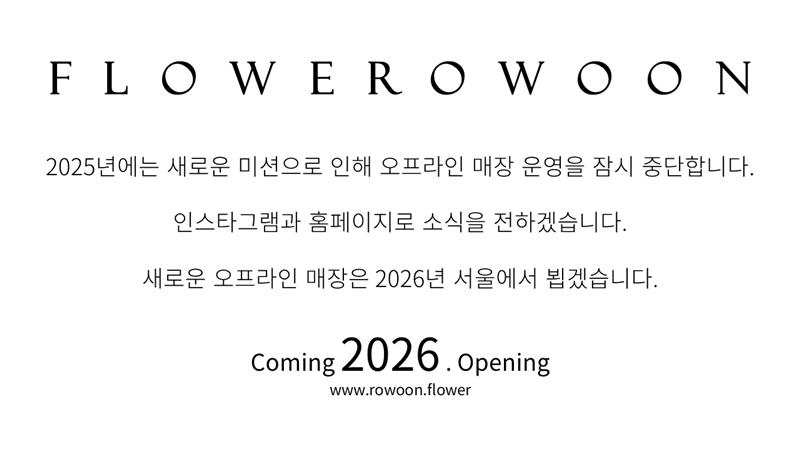 FLOWEROWOON
2025년에는 새로운 미션으로 인해 오프라인 매장 운영을 잠시 중단합니다.
인스타그램과 홈페이지로 소식을 전하겠습니다.
새로운 오프라인 매장은 2026년 서울에서 뵙겠습니다.
Coming 2026 . Opening
www.rowoon.flower